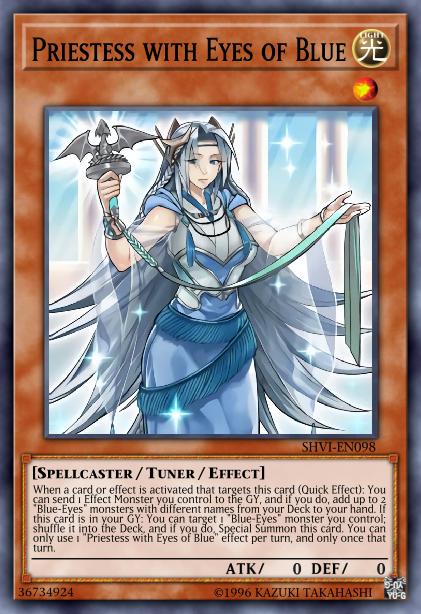 PRIESTESS WITH EYES OF BLUE
LIGHT
光
SHVI-EN098
[SPELLCASTER / TUNER / EFFECT]
When a card or effect is activated that targets this card (Quick Effect): You
can send 1 Effect Monster you control to the GY, and if you do, add up to 2
"Blue-Eyes" monsters with different names from your Deck to your hand. If
this card is in your GY: You can target 1 "Blue-Eyes" monster you control;
shuffle it into the Deck, and if you do, Special Summon this card. You can
only use 1 "Priestess with Eyes of Blue" effect per turn, and only once that
turn.
ATK/ 0 DEF/ 0
36734924
©1996 KAZUKI TAKAHASHI